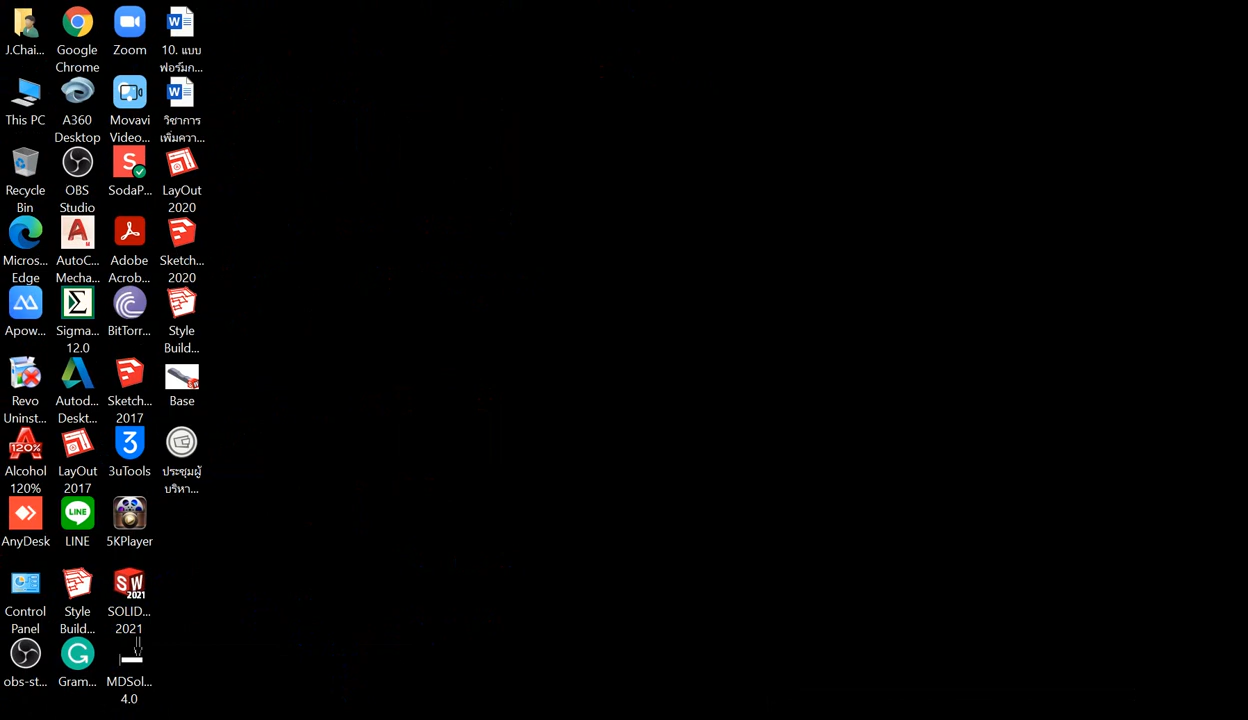 J.Chai...
Google
Chrome
Zoom
10. แบบ
ฟอร์มก...
This PC
A360
Desktop
Movavi
Video...
วิชาการ
เพิ่มควา...
Recycle
Bin
OBS
Studio
SodaP...
LayOut
2020
Micros...
Edge
AutoC...
Mecha...
Adobe
Acrob...
Sketch...
2020
Apow...
Sigma...
12.0
BitTorr...
Style
Build...
Revo
Uninst...
Autod...
Deskt...
Sketch...
2017
Base
120%
Alcohol
120%
LayOut
2017
3uTools
ประชุมผู้
บริหา...
AnyDesk
LINE
LINE
5KPlayer
Control
Panel
Style
Build...
SW
2021
SOLID...
2021
obs-st...
Gram...
MDSol...
4.0